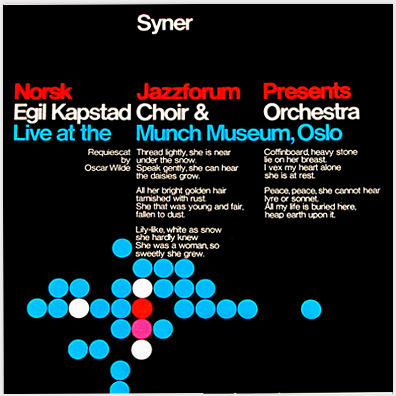 Syner
Norsk Jazzforum Presents
Egil Kapstad Choir & Orchestra
Live at the Munch Museum, Oslo
Requiescat
by
Oscar Wilde
Thread lightly, she is near
under the snow.
Speak gently, she can hear
the daisies grow.
All her bright golden hair
tarnished with rust.
She that was young and fair,
fallen to dust.
Lily-like, white as snow
she hardly knew
She was a woman, so
sweetly she grew.
Coffinboard, heavy stone
lie on her breast.
I vex my heart alone
she is at rest.
Peace, peace, she cannot hear
lyre or sonnet.
All my life is buried here,
heap earth upon it.